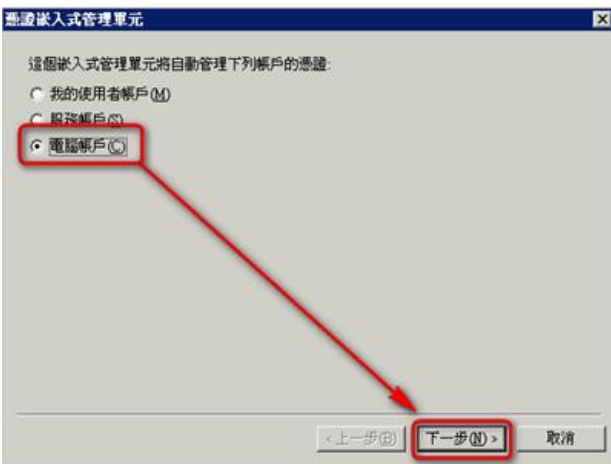 憑證嵌入式管理單元
這個嵌入式管理單元將自動管理下列帳戶的憑證:
我的使用者帳戶(M)
服務帳戶(S)
電腦帳戶(C)
<上一步(B) 下一步(N)> 取消